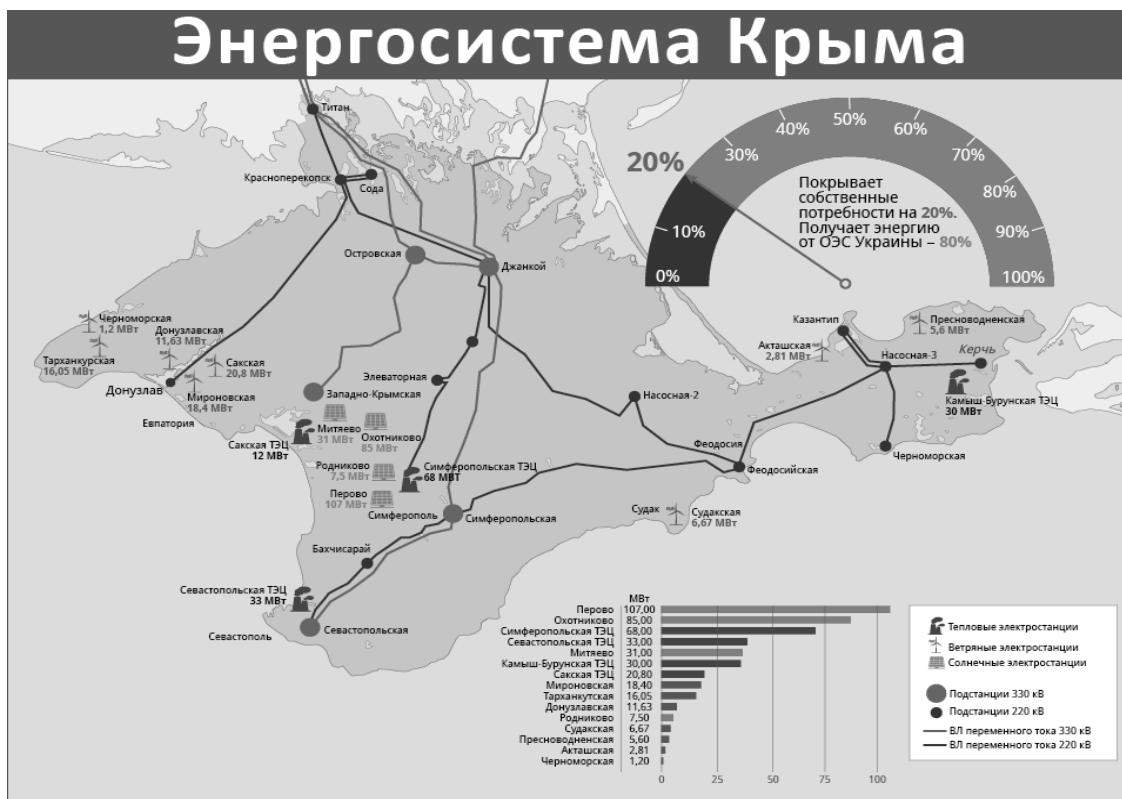 Энергосистема Крыма
Титан
Красноперекопск
Сода
Островская
Джанкой
20%
0%
10%
30%
40%
50%
60%
70%
80%
90%
100%
Покрывает
собственные
потребности на 20%.
Получает энергию
от ОЭС Украины – 80%
Черноморская
1,2 МВт
Донузлавская
11,63 МВт
Тарханкурская
16,05 МВт
Сакская
20,8 МВт
Донузлав
Мироновская
18,4 МВт
Евпатория
Элеваторная
Западно-Крымская
Митяево
31 МВт
Охотниково
85 МВт
Сакская ТЭЦ
12 МВт
Родниково
7,5 МВт
Симферопольская ТЭЦ
68 МВТ
Перово
107 МВт
Симферополь
Симферопольская
Бахчисарай
Севастопольская ТЭЦ
33 МВт
Севастополь
Севастопольская
Насосная-2
Феодосия
Феодосийская
Судак
Судакская
6,67 МВт
Казантип
Акташская
2,81 МВт
Пресноводненская
5,6 МВт
Насосная-3
Керчь
Камыш-Бурунская ТЭЦ
30 МВт
Черноморская
МВт
Перово 107,00
Охотниково 85,00
Симферопольская ТЭЦ 68,00
Севастопольская ТЭЦ 33,00
Митяево 31,00
Камыш-Бурунская ТЭЦ 30,00
Сакская ТЭЦ 20,80
Мироновская 18,40
Тарханкутская 16,05
Донузлавская 11,63
Родниково 7,50
Судакская 6,67
Пресноводненская 5,60
Акташская 2,81
Черноморская 1,20
0 25 50 75 100
Тепловые электростанции
Ветряные электростанции
Солнечные электростанции
Подстанции 330 кВ
Подстанции 220 кВ
ВЛ переменного тока 330 кВ
ВЛ переменного тока 220 кВ